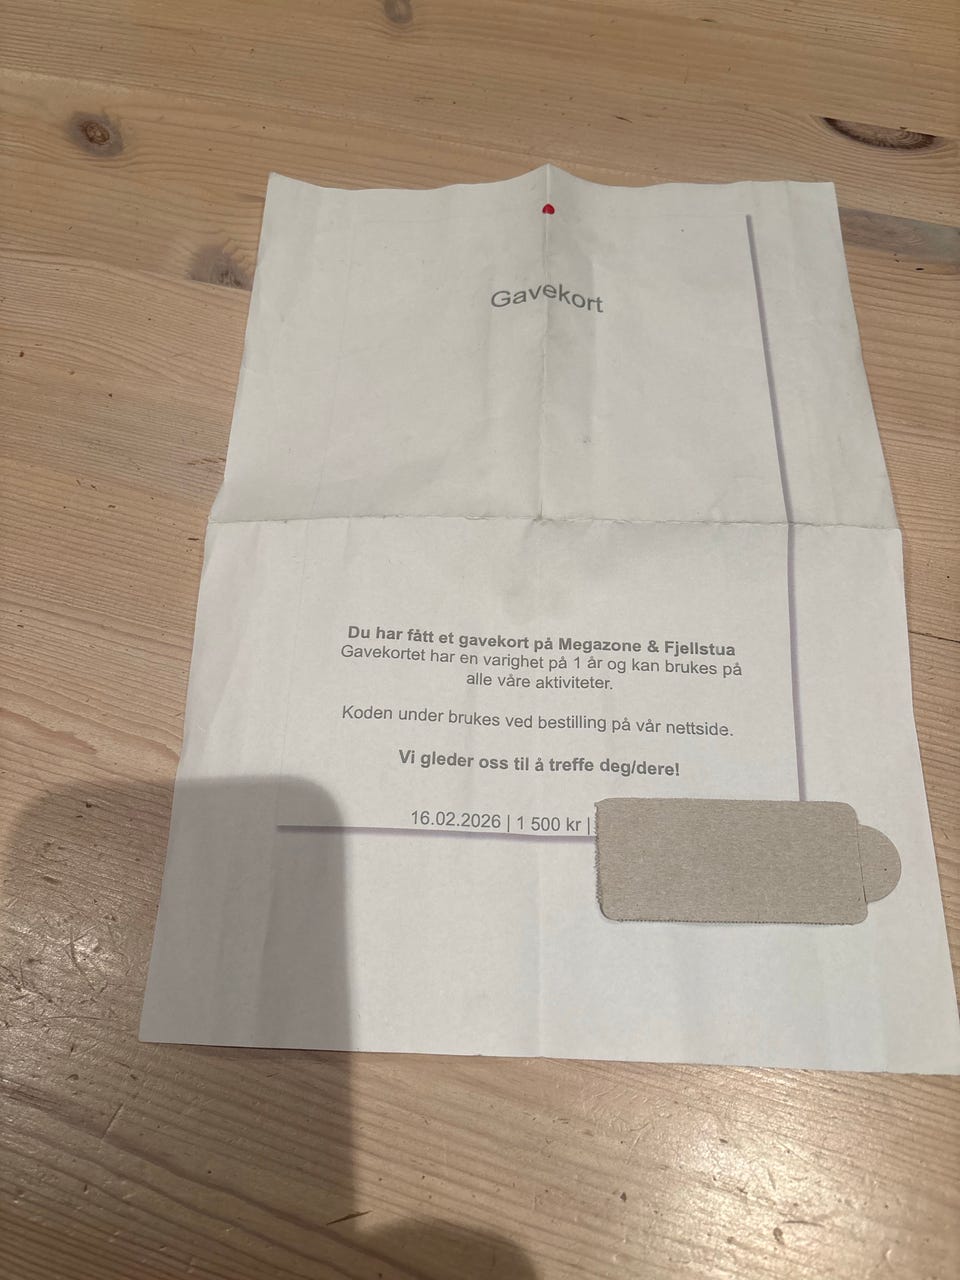 Gavekort
Du har fått et gavekort på Megazone & Fjellstua
Gavekortet har en varighet på 1 år og kan brukes på
alle våre aktiviteter.
Koden under brukes ved bestilling på vår nettside.
Vi gleder oss til å treffe deg/dere!
16.02.2026 | 1 500 kr |